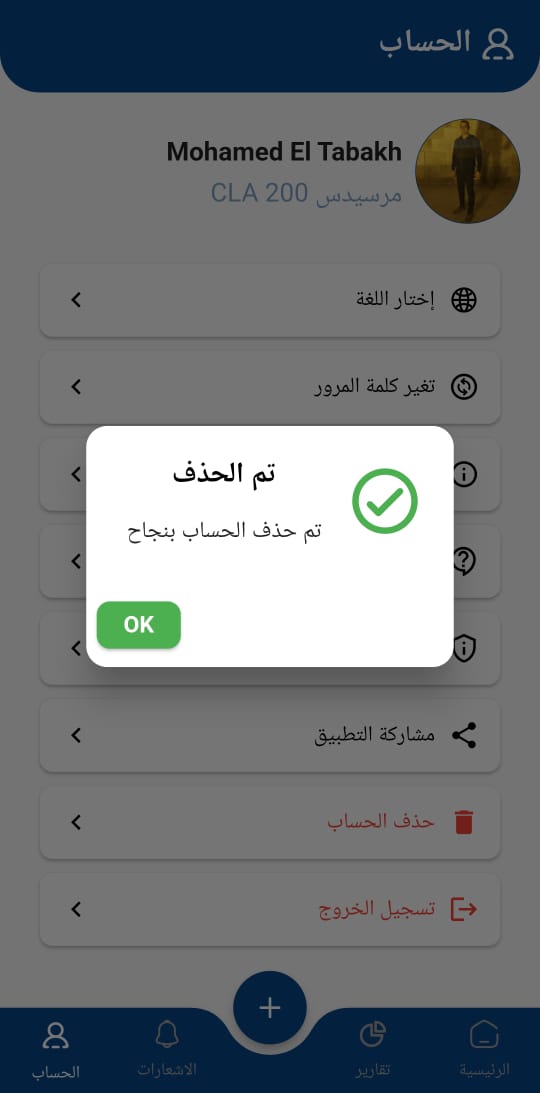 الحساب
Mohamed El Tabakh
مرسيدس CLA 200
إختار اللغة
تغير كلمة المرور
تم الحذف
تم حذف الحساب بنجاح
OK
مشاركة التطبيق
حذف الحساب
تسجيل الخروج
الرئيسية
تقارير
الاشعارات
الحساب